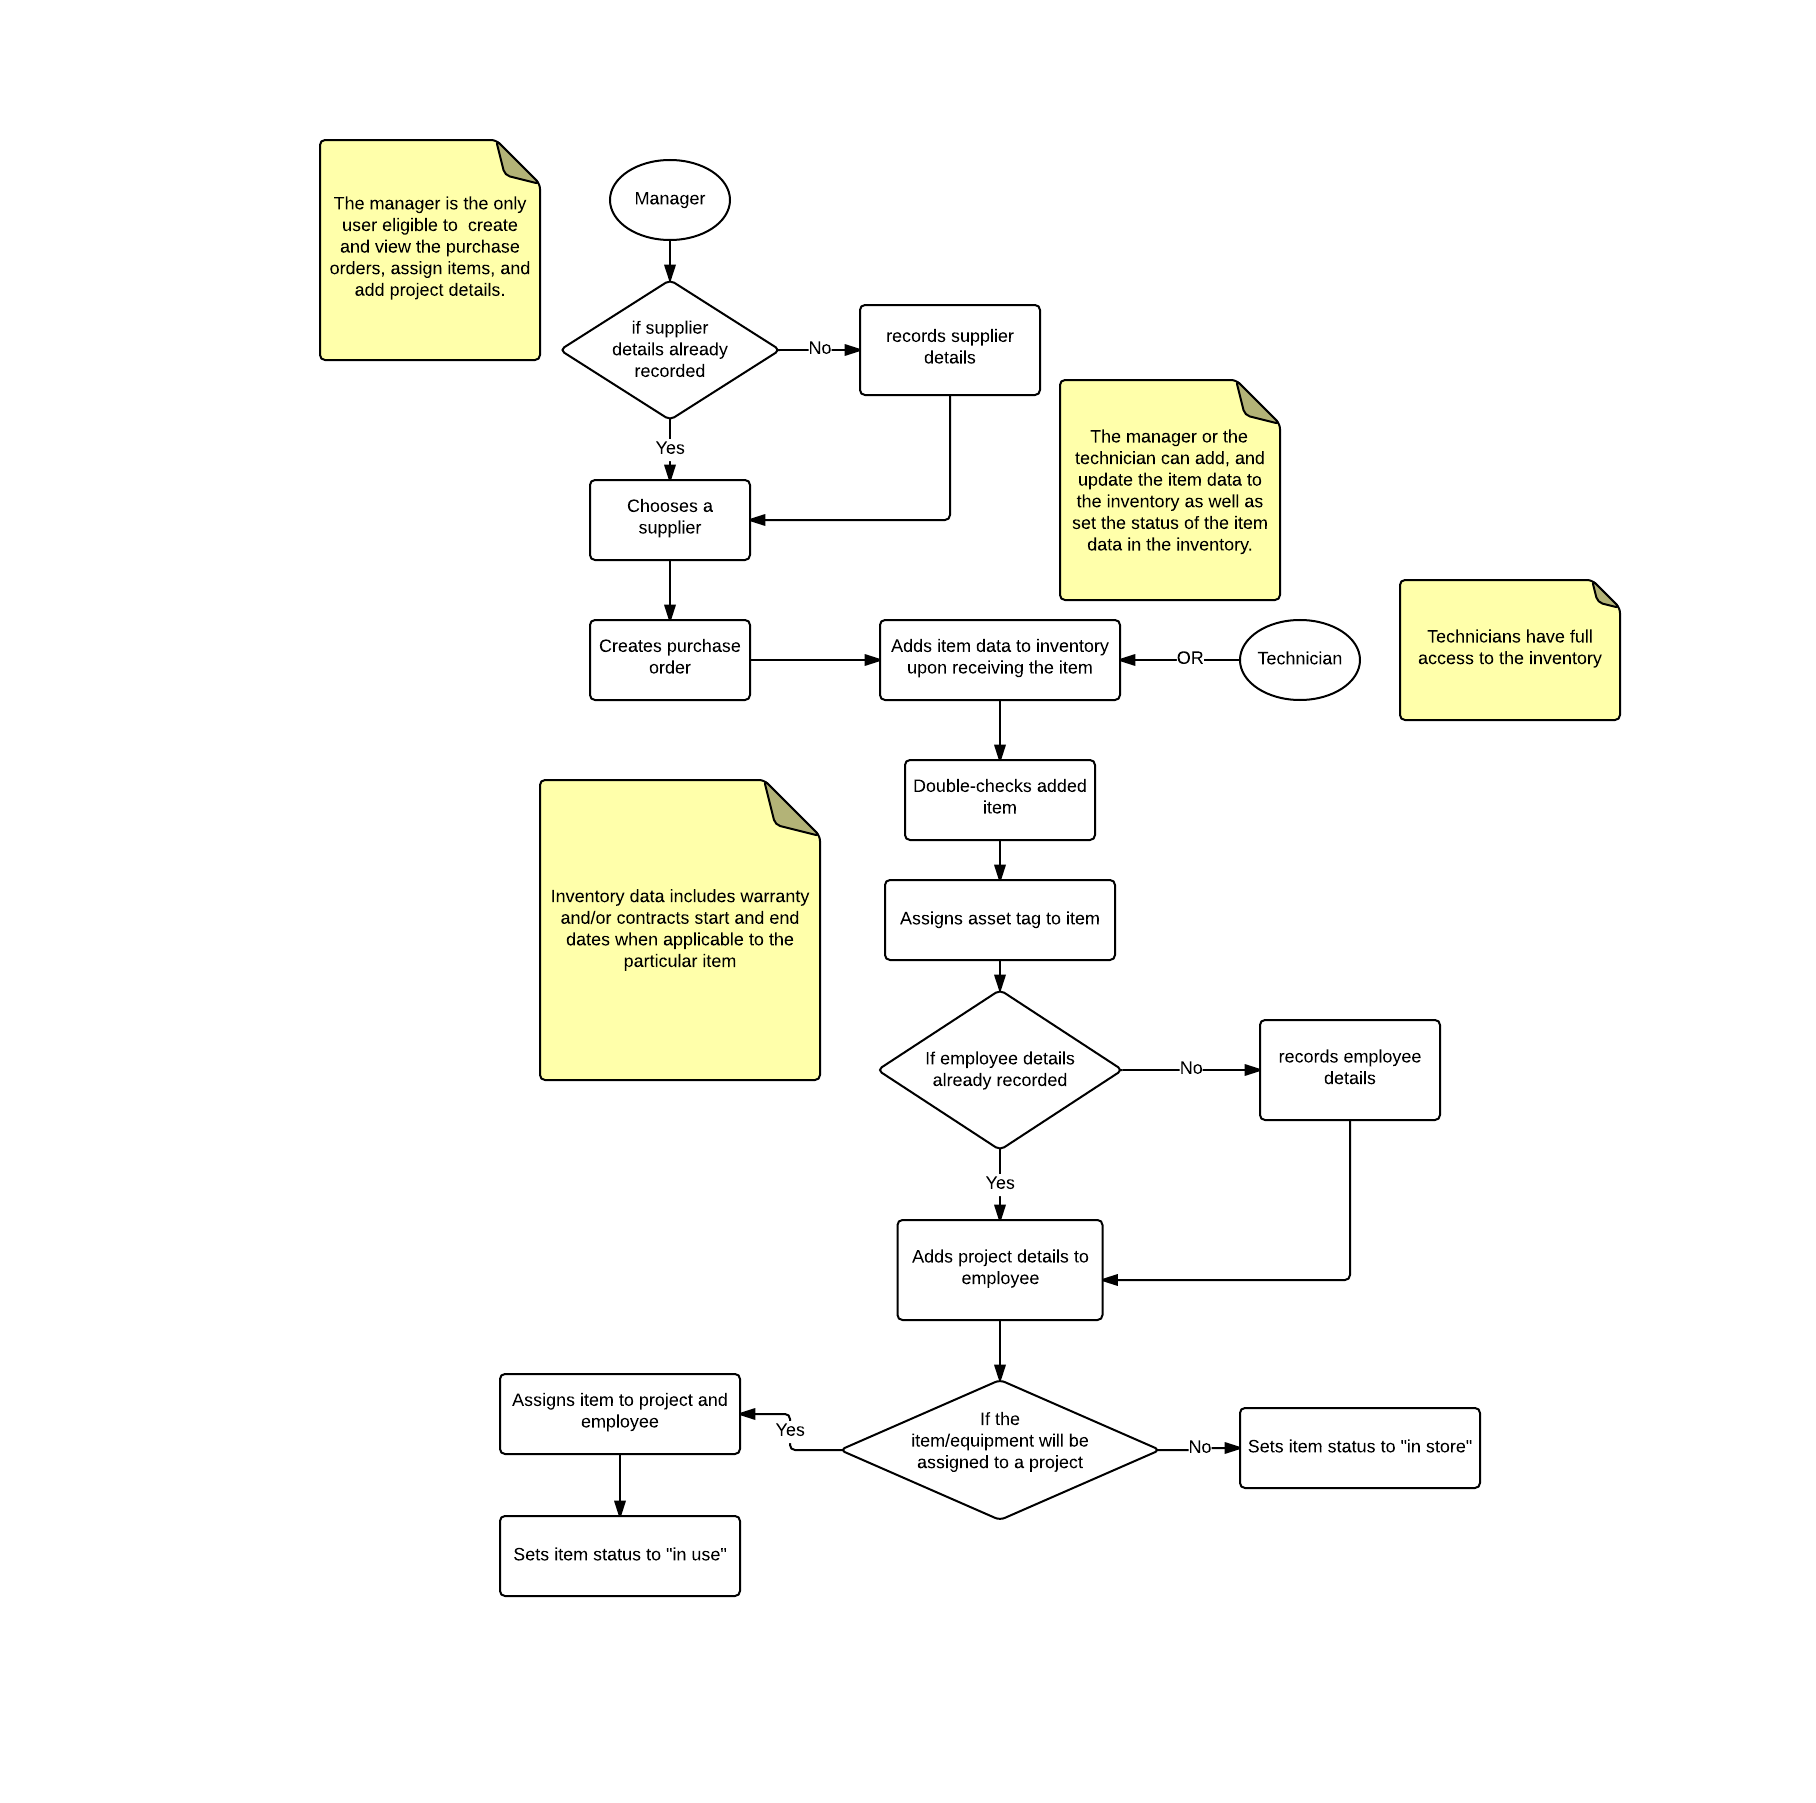 The manager is the only
user eligible to  create
and view the purchase
orders, assign items, and
add project details.
Manager
if supplier
details already
recorded
No
records supplier
details
Yes
Chooses a
supplier
The manager or the
technician can add, and
update the item data to
the inventory as well as
set the status of the item
data in the inventory.
Creates purchase
order
Adds item data to inventory
upon receiving the item
OR
Technician
Technicians have full
access to the inventory
Double-checks added
item
Inventory data includes warranty
and/or contracts start and end
dates when applicable to the
particular item
Assigns asset tag to item
If employee details
already recorded
No
records employee
details
Yes
Adds project details to
employee
If the
item/equipment will be
assigned to a project
Yes
Assigns item to project and
employee
No
Sets item status to "in store"
Sets item status to "in use"